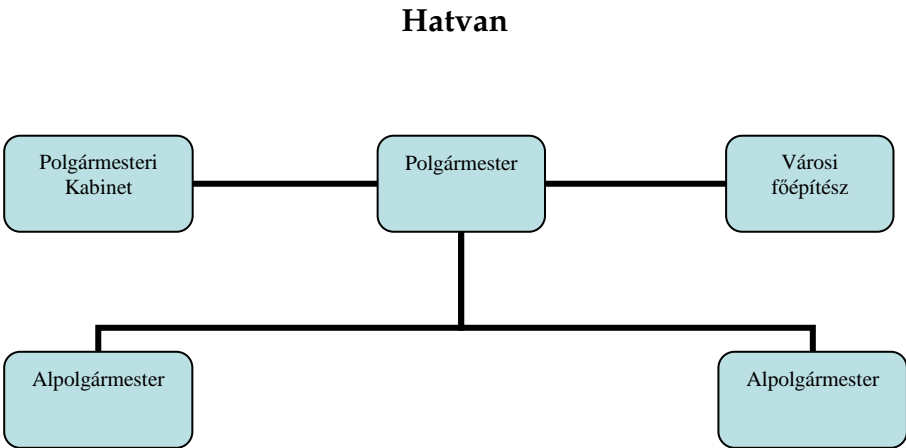 Hatvan
Polgármesteri
Kabinet
Polgármester
Városi
főépítész
Alpolgármester
Alpolgármester